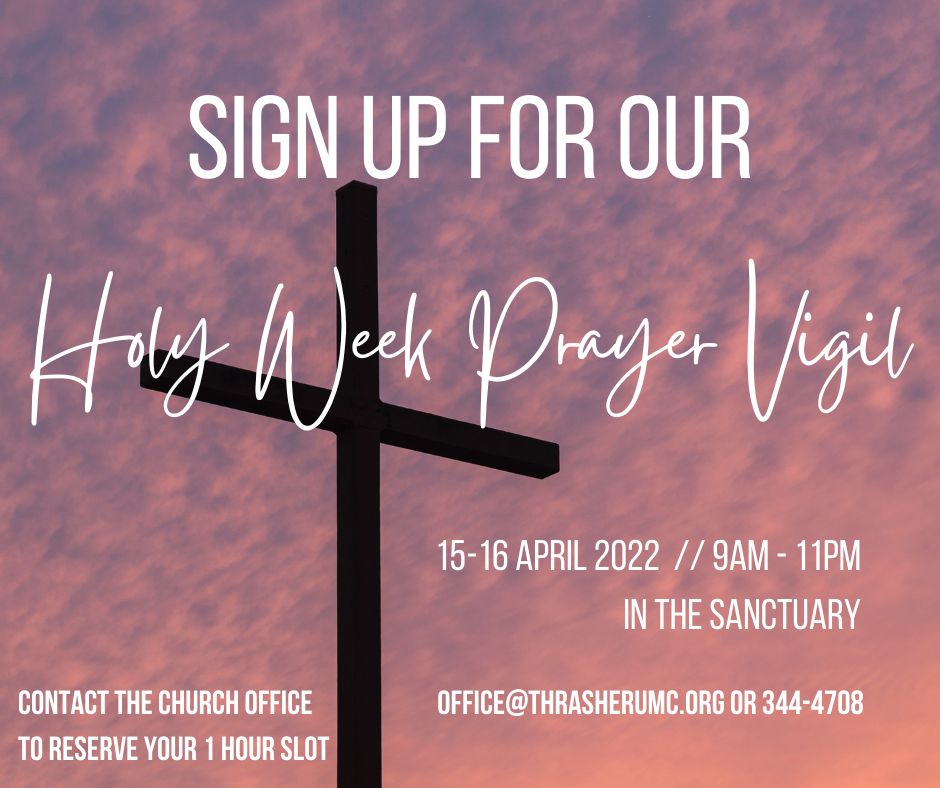 SIGN UP FOR OUR
Holy Week Prayer Vigil
15-16 APRIL 2022 // 9AM - 11PM
IN THE SANCTUARY
CONTACT THE CHURCH OFFICE
TO RESERVE YOUR 1 HOUR SLOT
OFFICE@THRASHERUMC.ORG OR 344-4708